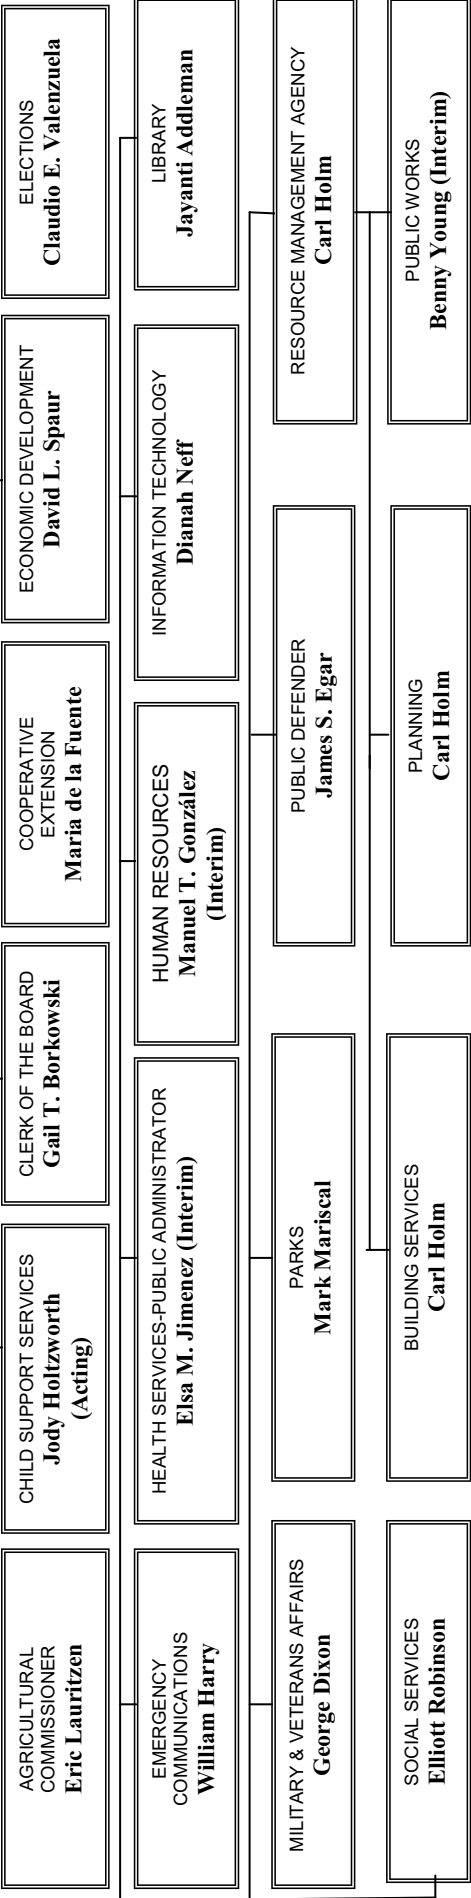 AGRICULTURAL
COMMISSIONER
Eric Lauritzen
CHILD SUPPORT SERVICES
Jody Holtzworth
(Acting)
CLERK OF THE BOARD
Gail T. Borkowski
COOPERATIVE
EXTENSION
Maria de la Fuente
ECONOMIC DEVELOPMENT
David L. Spaur
ELECTIONS
Claudio E. Valenzuela
EMERGENCY
COMMUNICATIONS
William Harry
HEALTH SERVICES-PUBLIC ADMINISTRATOR
Elsa M. Jimenez (Interim)
HUMAN RESOURCES
Manuel T. González
(Interim)
INFORMATION TECHNOLOGY
Dianah Neff
LIBRARY
Jayanti Addleman
MILITARY & VETERANS AFFAIRS
George Dixon
PARKS
Mark Mariscal
PUBLIC DEFENDER
James S. Egar
RESOURCE MANAGEMENT AGENCY
Carl Holm
SOCIAL SERVICES
Elliott Robinson
BUILDING SERVICES
Carl Holm
PLANNING
Carl Holm
PUBLIC WORKS
Benny Young (Interim)